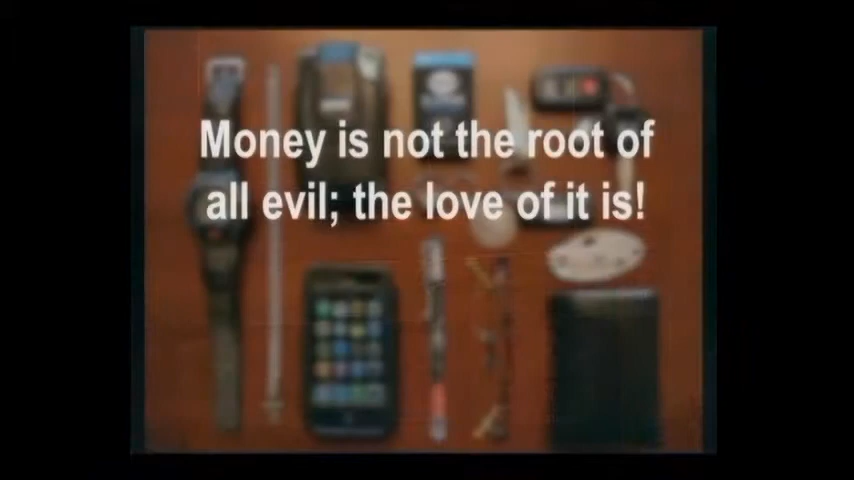 Money is not the root of
all evil; the love of it is!